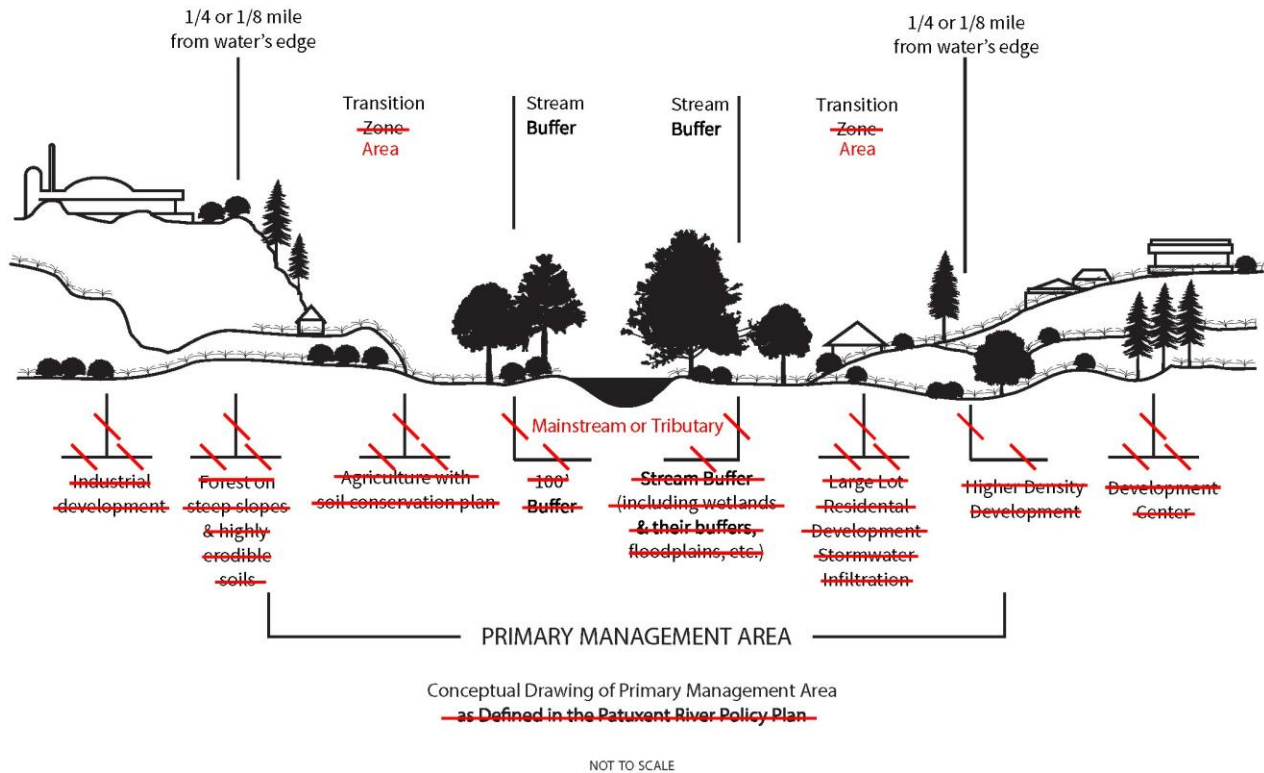 1/4 or 1/8 mile
from water's edge
1/4 or 1/8 mile
from water's edge
Transition
Zone
Area
Stream
Buffer
Stream
Buffer
Transition
Zone
Area
Mainstream or Tributary
Industrial
development
Forest on
steep slopes
& highly
erodible
soils
Agriculture with
soil conservation plan
100'
Buffer
Stream Buffer
(including wetlands
& their buffers,
floodplains, etc.)
Large Lot
Residental
Development
Stormwater
Infiltration
Higher Density
Development
Development
Center
PRIMARY MANAGEMENT AREA
Conceptual Drawing of Primary Management Area
as Defined in the Patuxent River Policy Plan
NOT TO SCALE